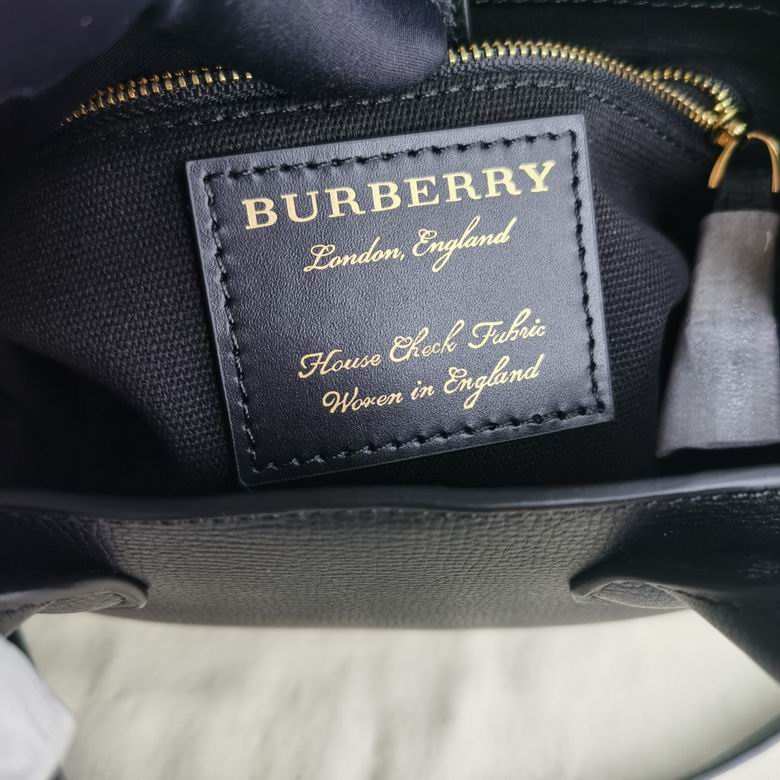 BURBERRY
London, England
House Check Fabric
Woven in England